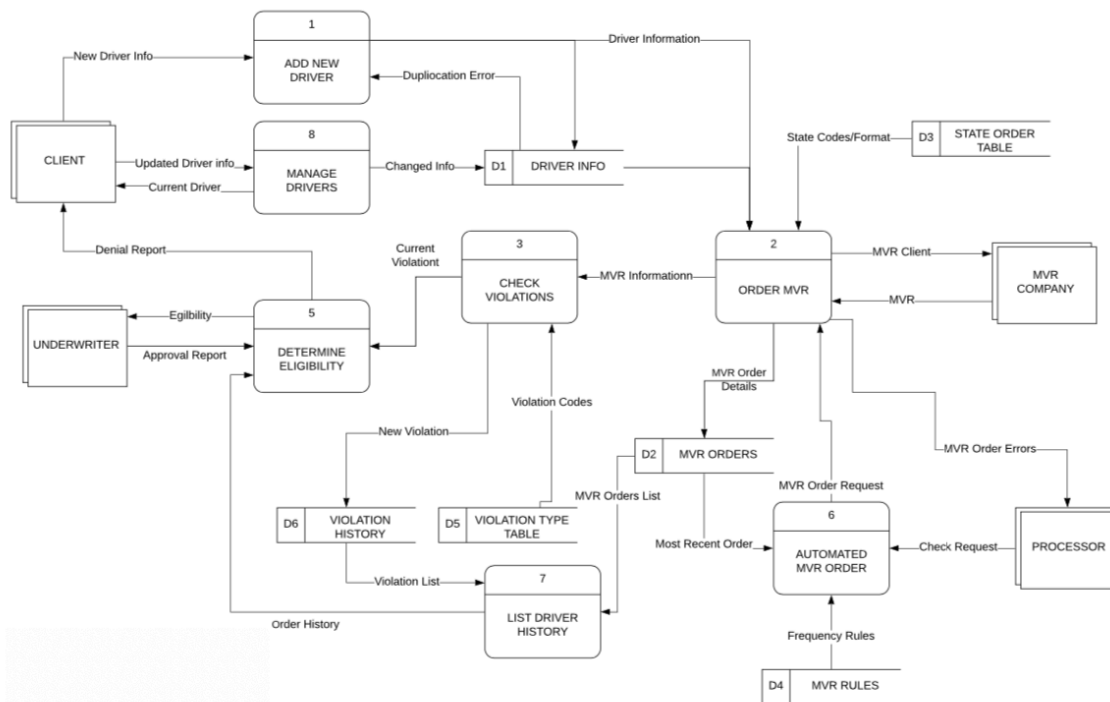 1
ADD NEW
DRIVER
New Driver Info
Driver Information
Dupliocation Error
8
MANAGE
DRIVERS
CLIENT
Updated Driver info
Current Driver
Changed Info
D1
DRIVER INFO
State Codes/Format
D3
STATE ORDER
TABLE
Denial Report
Current
Violationt
3
CHECK
VIOLATIONS
MVR Informationn
2
ORDER MVR
MVR Client
MVR
MVR
COMPANY
UNDERWRITER
Egilbility
Approval Report
5
DETERMINE
ELIGIBILITY
MVR Order
Details
Violation Codes
New Violation
D2
MVR ORDERS
MVR Order Errors
MVR Order Request
MVR Orders List
D6
VIOLATION
HISTORY
D5
VIOLATION TYPE
TABLE
Most Recent Order
6
AUTOMATED
MVR ORDER
Check Request
PROCESSOR
Violation List
7
LIST DRIVER
HISTORY
Order History
Frequency Rules
D4
MVR RULES